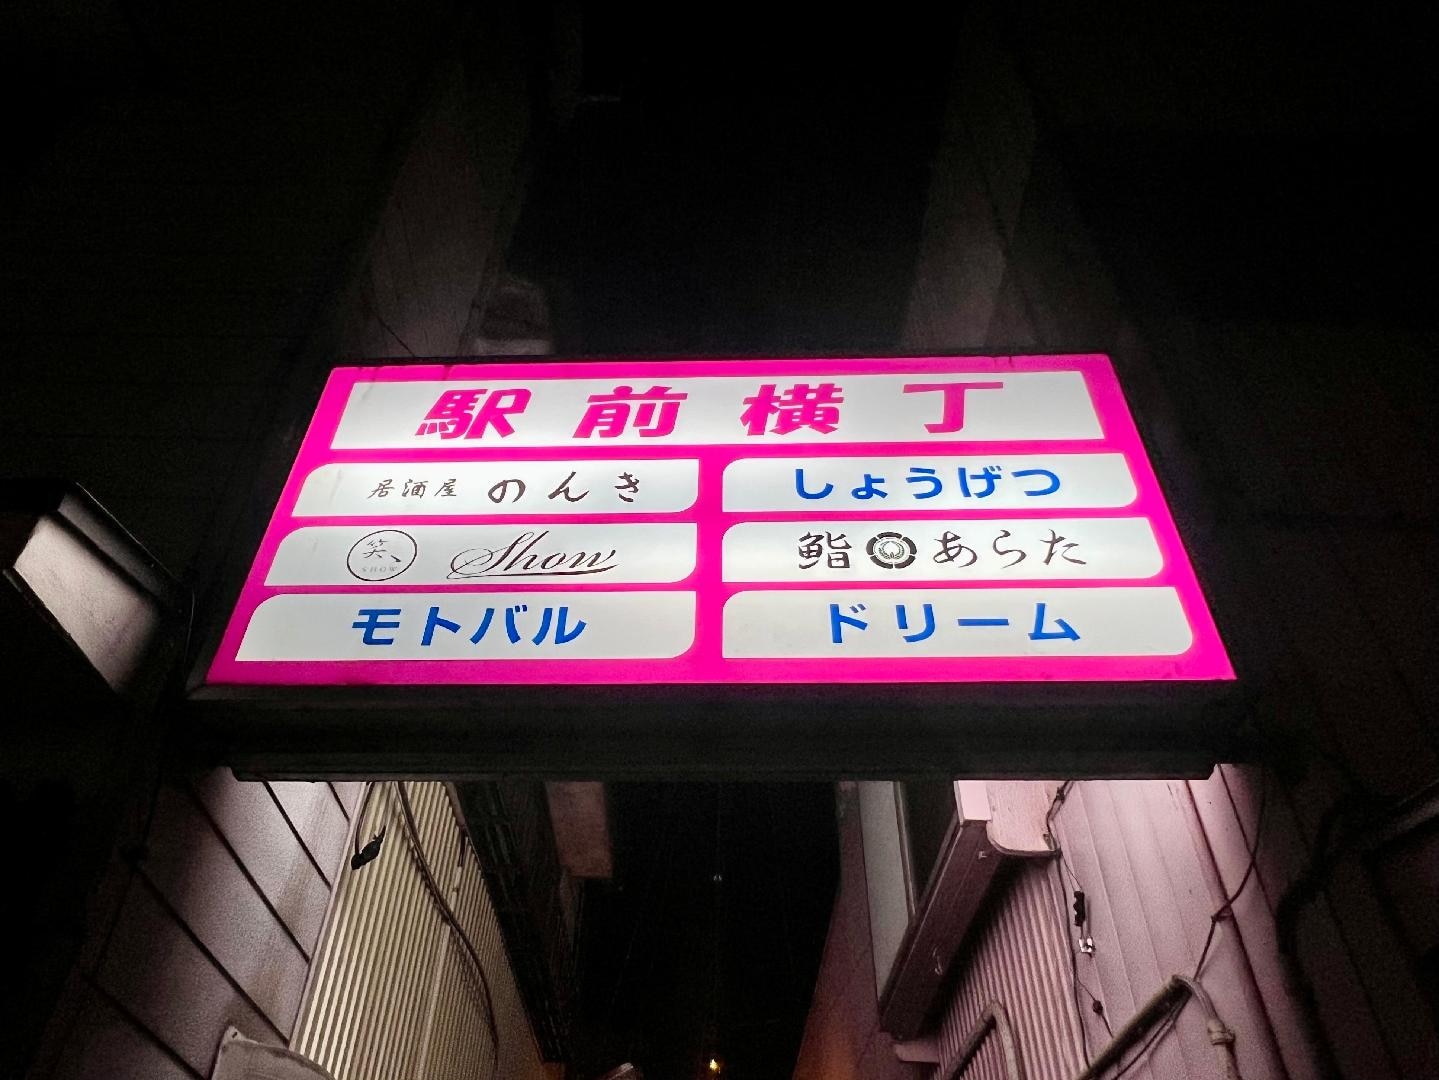 駅前横丁
居酒屋 のんき
しょうげつ
笑、 SHOW Show
鮨 あらた
モトバル
ドリーム